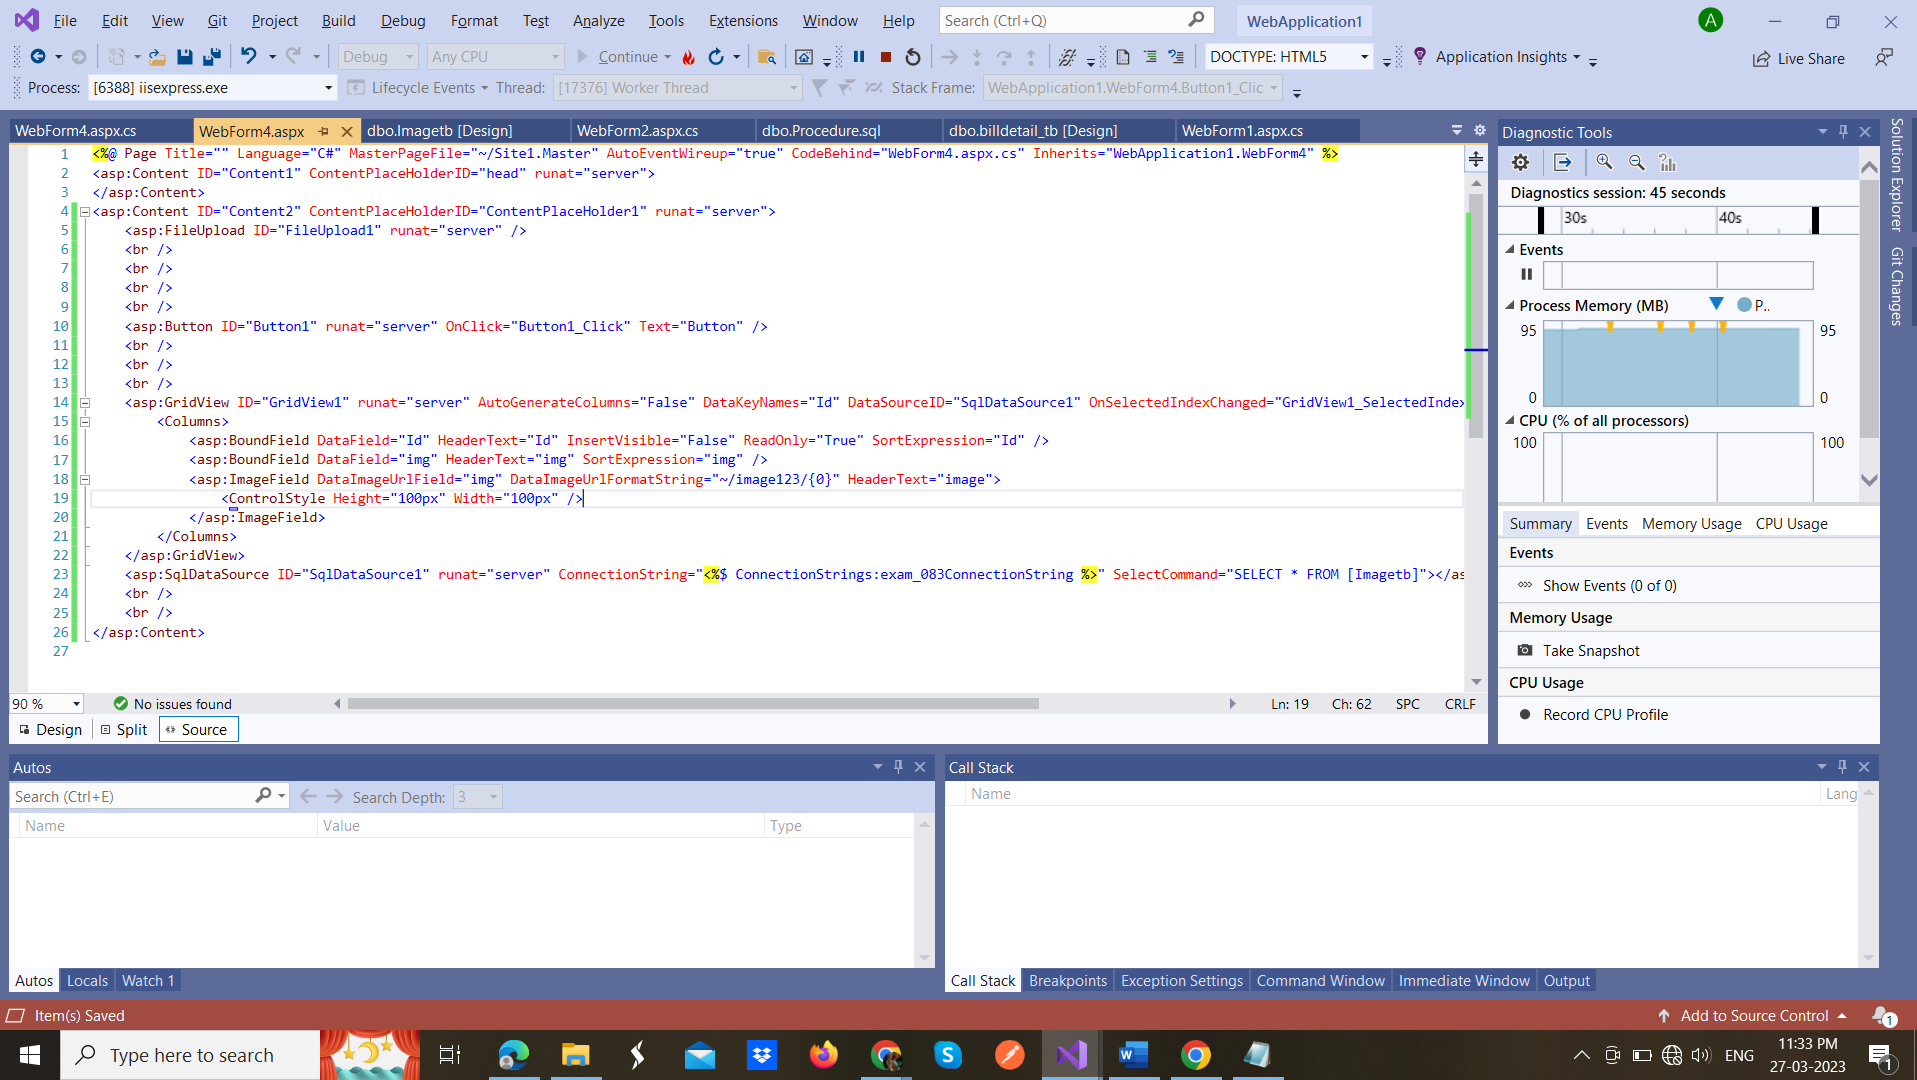 File Edit View Git Project Build Debug Format Test Analyze Tools Extensions Window Help Search (Ctrl+Q) WebApplication1 A
Debug Any CPU Continue DOCTYPE: HTML5 Application Insights Live Share
Process: [6388] iisexpress.exe Lifecycle Events Thread: [17376] Worker Thread Stack Frame: WebApplication1.WebForm4.Button1_Clic
WebForm4.aspx.cs WebForm4.aspx dbo.Imagetb [Design] WebForm2.aspx.cs dbo.Procedure.sql dbo.billdetail_tb [Design] WebForm1.aspx.cs
1 <%@ Page Title="" Language="C#" MasterPageFile="~/Site1.Master" AutoEventWireup="true" CodeBehind="WebForm4.aspx.cs" Inherits="WebApplication1.WebForm4" %>
2 <asp:Content ID="Content1" ContentPlaceHolderID="head" runat="server">
3 </asp:Content>
4 <asp:Content ID="Content2" ContentPlaceHolderID="ContentPlaceHolder1" runat="server">
5 <asp:FileUpload ID="FileUpload1" runat="server" />
6 <br />
7 <br />
8 <br />
9 <br />
10 <asp:Button ID="Button1" runat="server" OnClick="Button1_Click" Text="Button" />
11 <br />
12 <br />
13 <br />
14 <asp:GridView ID="GridView1" runat="server" AutoGenerateColumns="False" DataKeyNames="Id" DataSourceID="SqlDataSource1" OnSelectedIndexChanged="GridView1_SelectedIndex
15 <Columns>
16 <asp:BoundField DataField="Id" HeaderText="Id" InsertVisible="False" ReadOnly="True" SortExpression="Id" />
17 <asp:BoundField DataField="img" HeaderText="img" SortExpression="img" />
18 <asp:ImageField DataImageUrlField="img" DataImageUrlFormatString="~/image123/{0}" HeaderText="image">
19 <ControlStyle Height="100px" Width="100px" />
20 </asp:ImageField>
21 </Columns>
22 </asp:GridView>
23 <asp:SqlDataSource ID="SqlDataSource1" runat="server" ConnectionString="<%$ ConnectionStrings:exam_083ConnectionString %>" SelectCommand="SELECT * FROM [Imagetb]"></as
24 <br />
25 <br />
26 </asp:Content>
27
90 % No issues found Ln: 19 Ch: 62 SPC CRLF
Design Split Source
Diagnostic Tools
Diagnostics session: 45 seconds
30s 40s
Events
Process Memory (MB) P..
95 95
0 0
CPU (% of all processors)
100 100
Summary Events Memory Usage CPU Usage
Events
Show Events (0 of 0)
Memory Usage
Take Snapshot
CPU Usage
Record CPU Profile
Solution Explorer
Git Changes
Autos
Search (Ctrl+E) Search Depth: 3
Name Value Type
Autos Locals Watch 1
Call Stack
Name Lang
Call Stack Breakpoints Exception Settings Command Window Immediate Window Output
Item(s) Saved Add to Source Control 1
Type here to search ENG 11:33 PM
27-03-2023 1